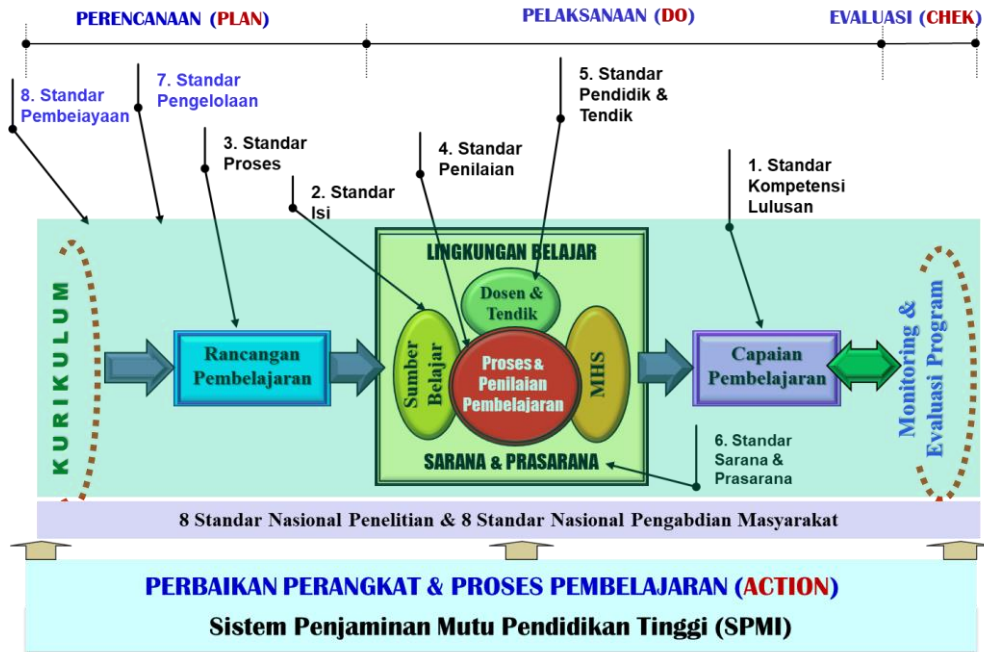 PERENCANAAN (PLAN)
PELAKSANAAN (DO)
EVALUASI (CHEK)
8. Standar
Pembeiayaan
7. Standar
Pengelolaan
3. Standar
Proses
2. Standar
Isi
4. Standar
Penilaian
5. Standar
Pendidik &
Tendik
1. Standar
Kompetensi
Lulusan
KURIKULUM
Rancangan
Pembelajaran
LINGKUNGAN BELAJAR
Dosen &
Tendik
Sumber
Belajar
Proses &
Penilaian
Pembelajaran
MHS
SARANA & PRASARANA
Capaian
Pembelajaran
Monitoring &
Evaluasi Program
6. Standar
Sarana &
Prasarana
8 Standar Nasional Penelitian & 8 Standar Nasional Pengabdian Masyarakat
PERBAIKAN PERANGKAT & PROSES PEMBELAJARAN (ACTION)
Sistem Penjaminan Mutu Pendidikan Tinggi (SPMI)